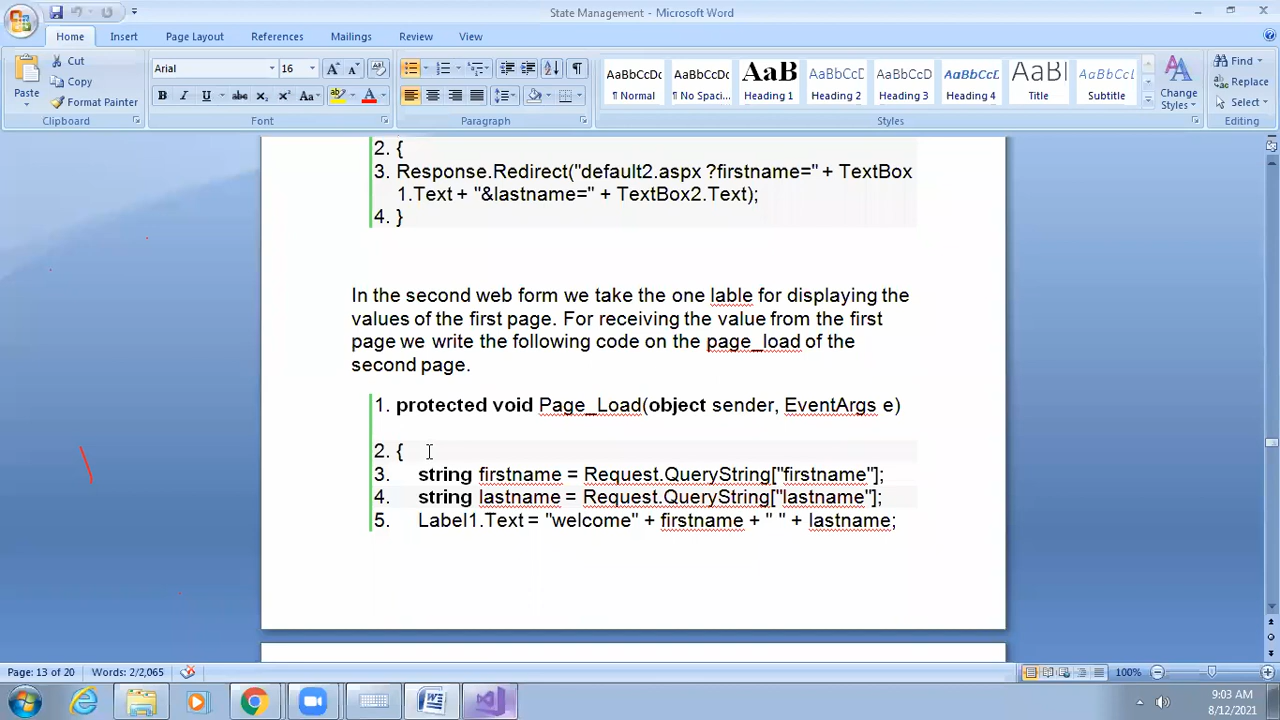 State Management - Microsoft Word
Home Insert Page Layout References Mailings Review View
Paste
Cut
Copy
Format Painter
Clipboard
Arial 16
Font
Paragraph
AaBbCcDc AaBbCcDc AaB AaBbCcDc AaBbCcDc AaBbCcDc AaBb AaBbCcDc
¶ Normal ¶ No Spaci... Heading 1 Heading 2 Heading 3 Heading 4 Title Subtitle
Change Styles
Styles
Find
Replace
Select
Editing
2. {
3. Response.Redirect("default2.aspx ?firstname=" + TextBox
1.Text + "&lastname=" + TextBox2.Text);
4. }
In the second web form we take the one lable for displaying the
values of the first page. For receiving the value from the first
page we write the following code on the page_load of the
second page.
1. protected void Page_Load(object sender, EventArgs e)
2. {
3. string firstname = Request.QueryString["firstname"];
4. string lastname = Request.QueryString["lastname"];
5. Label1.Text = "welcome" + firstname + " " + lastname;
Page: 13 of 20 Words: 2/2,065 100%
9:03 AM
8/12/2021